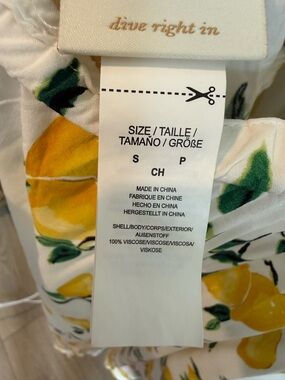 dive right in
SIZE / TAILLE /
TAMAÑO / GRÖßE
S P
CH
MADE IN CHINA
FABRIQUE EN CHINE
HECHO EN CHINA
HERGESTELLT IN CHINA
SHELL/BODY/CORPS/EXTERIOR/
AUßENSTOFF
100% VISCOSE/VISCOSE/VISCOSA/
VISKOSE